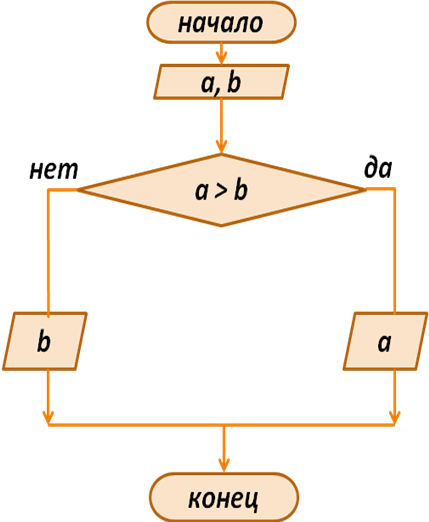 начало
a, b
нет
да
a > b
b
a
конец